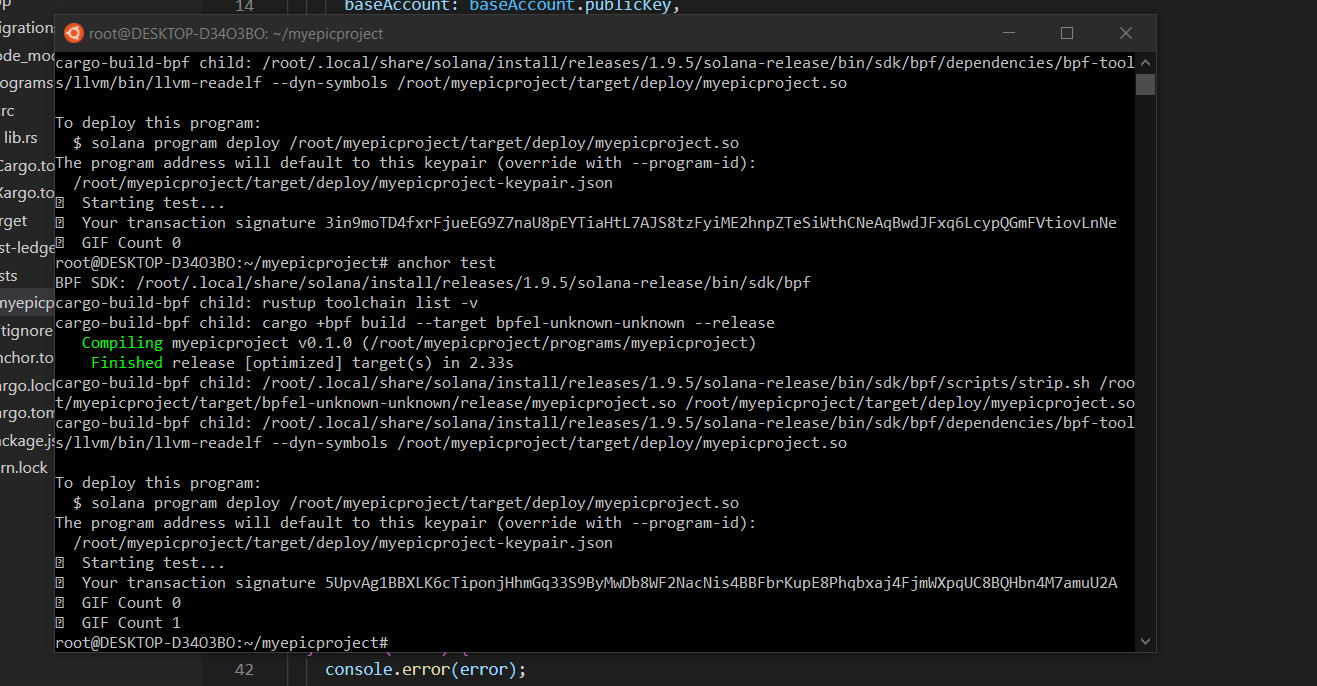 14 baseAccount: baseAccount.publicKey,
root@DESKTOP-D34O3BO: ~/myepicproject
cargo-build-bpf child: /root/.local/share/solana/install/releases/1.9.5/solana-release/bin/sdk/bpf/dependencies/bpf-tool
s/llvm/bin/llvm-readelf --dyn-symbols /root/myepicproject/target/deploy/myepicproject.so
To deploy this program:
$ solana program deploy /root/myepicproject/target/deploy/myepicproject.so
The program address will default to this keypair (override with --program-id):
/root/myepicproject/target/deploy/myepicproject-keypair.json
Starting test...
Your transaction signature 3in9moTD4fxrFjueEG9Z7naU8pEYTiaHtL7AJS8tzFyiME2hnpZTeSiWthCNeAqBwdJFxq6LcypQGmFVtiovLnNe
GIF Count 0
root@DESKTOP-D34O3BO:~/myepicproject# anchor test
BPF SDK: /root/.local/share/solana/install/releases/1.9.5/solana-release/bin/sdk/bpf
cargo-build-bpf child: rustup toolchain list -v
cargo-build-bpf child: cargo +bpf build --target bpfel-unknown-unknown --release
Compiling myepicproject v0.1.0 (/root/myepicproject/programs/myepicproject)
Finished release [optimized] target(s) in 2.33s
cargo-build-bpf child: /root/.local/share/solana/install/releases/1.9.5/solana-release/bin/sdk/bpf/scripts/strip.sh /roo
t/myepicproject/target/bpfel-unknown-unknown/release/myepicproject.so /root/myepicproject/target/deploy/myepicproject.so
cargo-build-bpf child: /root/.local/share/solana/install/releases/1.9.5/solana-release/bin/sdk/bpf/dependencies/bpf-tool
s/llvm/bin/llvm-readelf --dyn-symbols /root/myepicproject/target/deploy/myepicproject.so
To deploy this program:
$ solana program deploy /root/myepicproject/target/deploy/myepicproject.so
The program address will default to this keypair (override with --program-id):
/root/myepicproject/target/deploy/myepicproject-keypair.json
Starting test...
Your transaction signature 5UpvAg1BBXLK6cTiponjHhmGq33S9ByMwDb8WF2NacNis4BBFbrKupE8Phqbxaj4FjmWXpqUC8BQHbn4M7amuU2A
GIF Count 0
GIF Count 1
root@DESKTOP-D34O3BO:~/myepicproject#
42 console.error(error);
igration
ode_mod
ograms
rc
lib.rs
Cargo.to
Xargo.to
rget
st-ledge
sts
myepicp
tignore
nchor.to
argo.lock
argo.tom
ackage.js
rn.lock